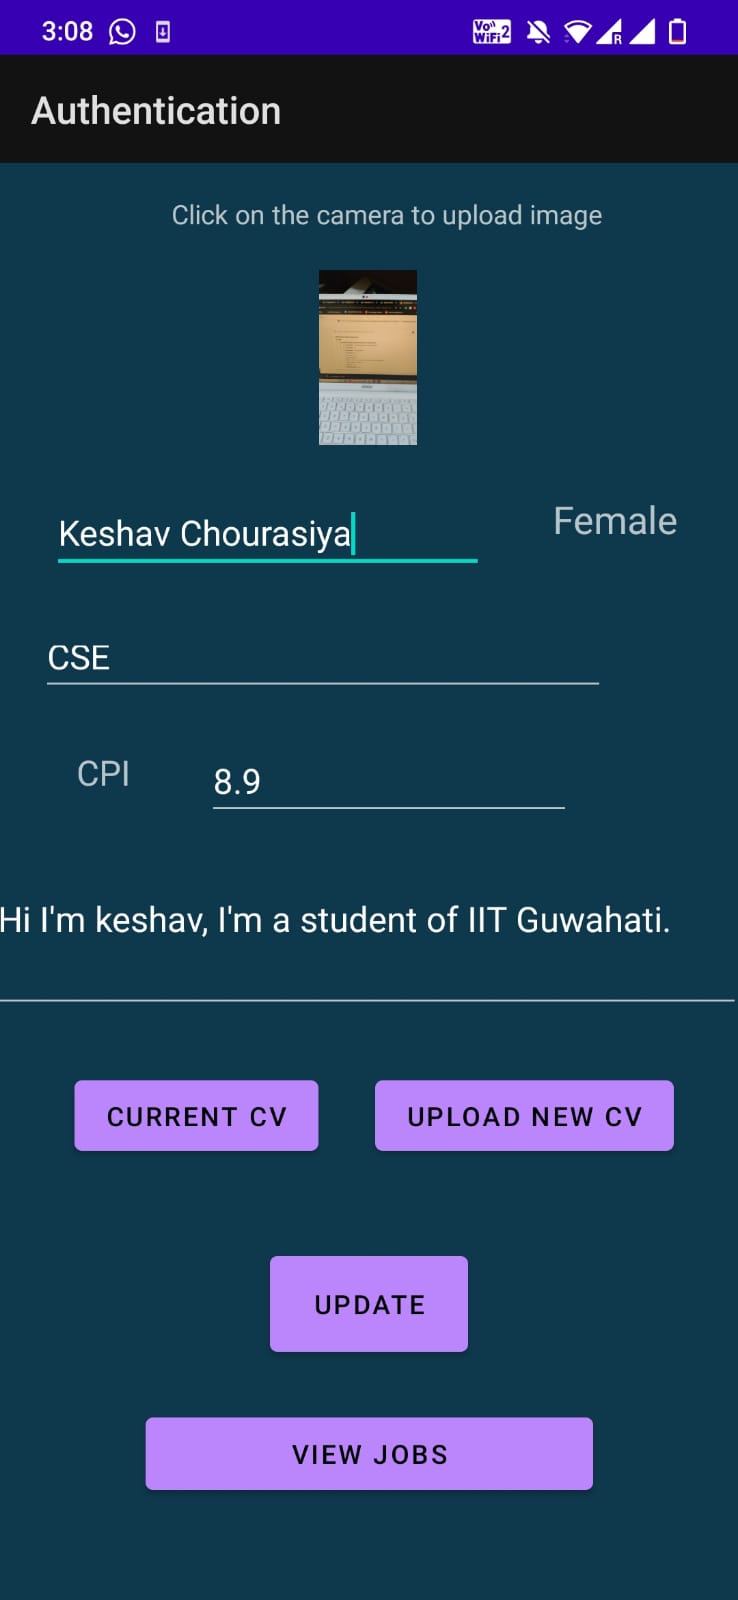 3:08
Vo)) WiFi 2
R
Authentication
Click on the camera to upload image
Keshav Chourasiya
Female
CSE
CPI
8.9
Hi I'm keshav, I'm a student of IIT Guwahati.
CURRENT CV
UPLOAD NEW CV
UPDATE
VIEW JOBS